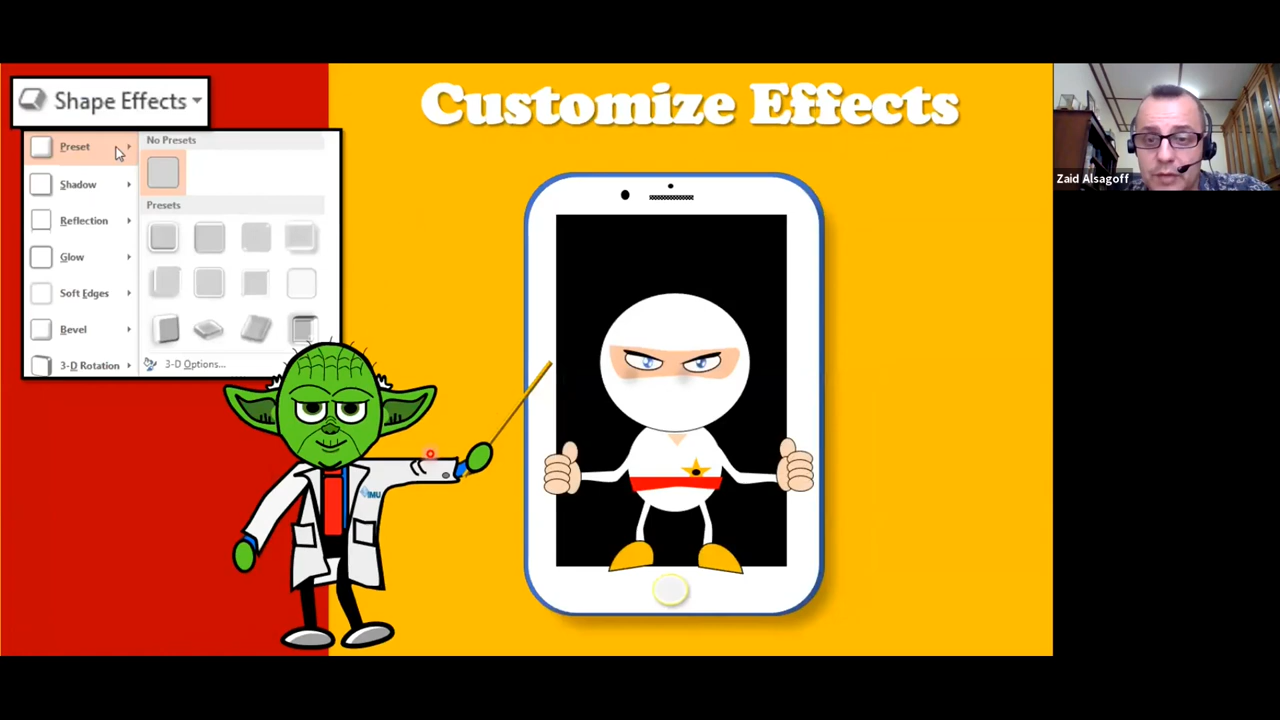 Shape Effects
Customize Effects
Preset
No Presets
Shadow
Presets
Reflection
Glow
Soft Edges
Bevel
3-D Rotation
3-D Options...
IMU
Zaid Alsagoff